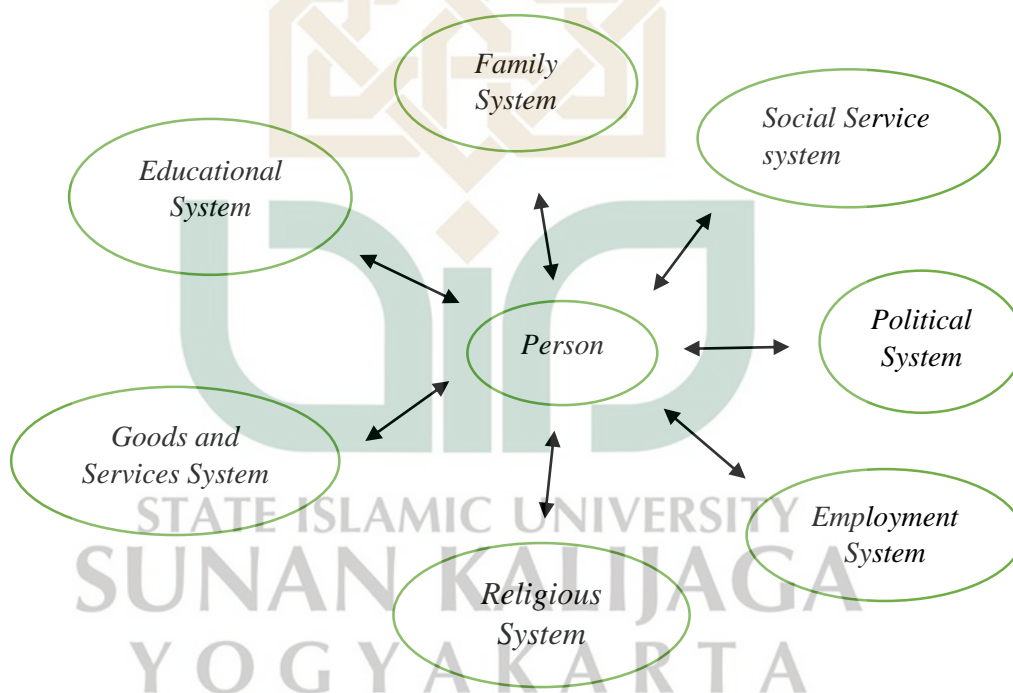 Family
System
Social Service
system
Educational
System
Political
System
Person
Goods and
Services System
Employment
System
Religious
System
STATE ISLAMIC UNIVERSITY
SUNAN KALIJAGA
YOGYAKARTA